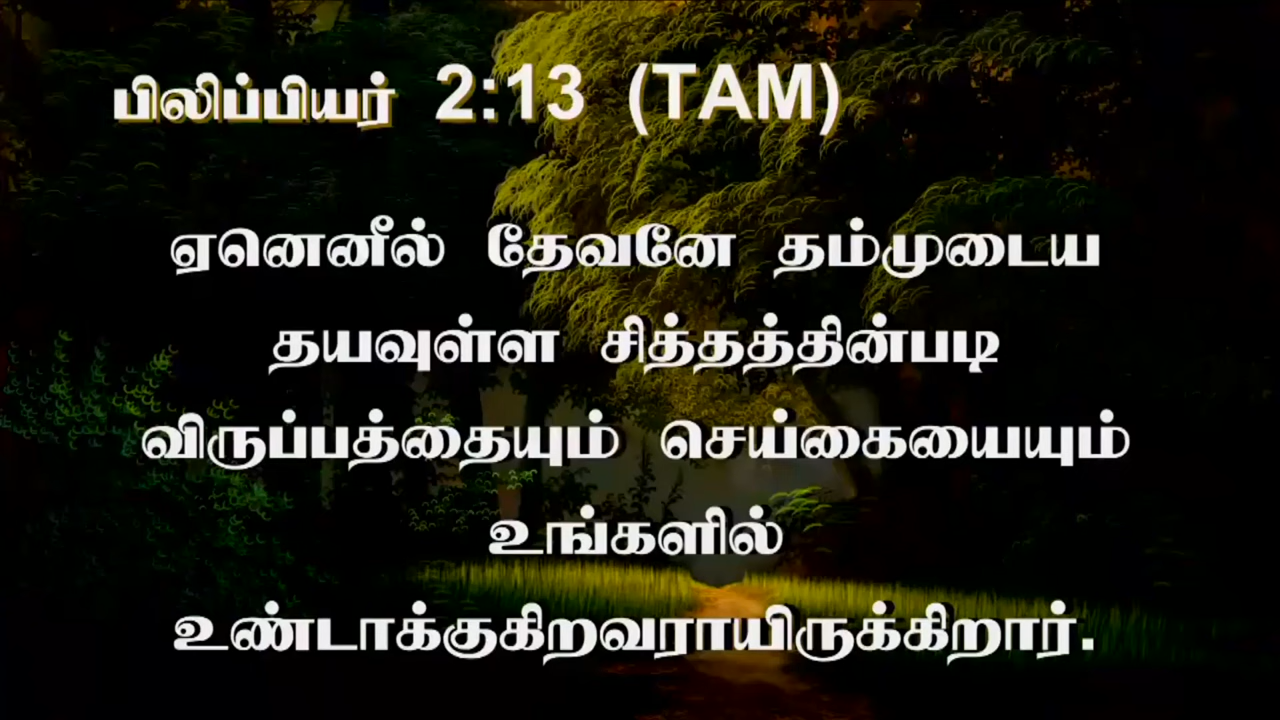 பிலிப்பியர் 2:13 (TAM)
ஏனெனில் தேவனே தம்முடைய
தயவுள்ள சித்தத்தின்படி
விருப்பத்தையும் செய்கையையும்
உங்களில்
உண்டாக்குகிறவராயிருக்கிறார்.